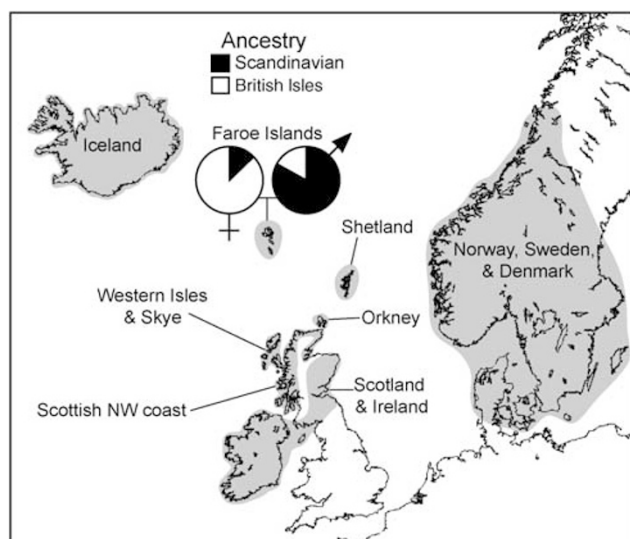 Ancestry
Scandinavian
British Isles
Faroe Islands
Iceland
Shetland
Norway, Sweden,
& Denmark
Western Isles
& Skye
Orkney
Scottish NW coast
Scotland
& Ireland